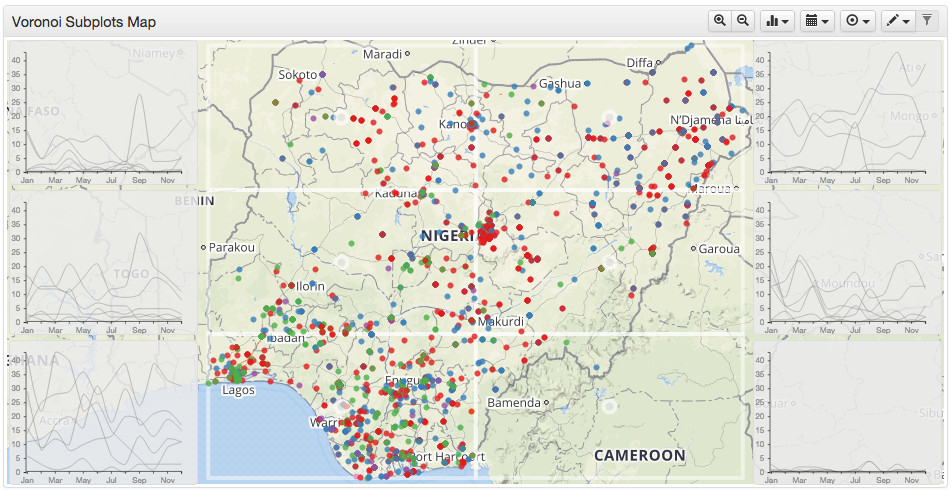 Voronoi Subplots Map
Zinder
Niamey
Maradi
Diffa
Sokoto
Gashua
Ati
FASO
Kano
N'Djamena
Mongo
40
35
30
25
20
15
10
5
0
Jan Mar May Jul Sep Nov
40
35
30
25
20
15
10
5
0
Jan Mar May Jul Sep Nov
Kaduna
Maroua
BENIN
NIGERIA
Parakou
Garoua
TOGO
Ilorin
Moundou
Makurdi
Ibadan
40
35
30
25
20
15
10
5
0
Jan Mar May Jul Sep Nov
40
35
30
25
20
15
10
5
0
Jan Mar May Jul Sep Nov
Enugu
Lagos
Bamenda
Accra
Warri
Port Harcourt
CAMEROON
40
35
30
25
20
15
10
5
0
Jan Mar May Jul Sep Nov
40
35
30
25
20
15
10
5
0
Jan Mar May Jul Sep Nov